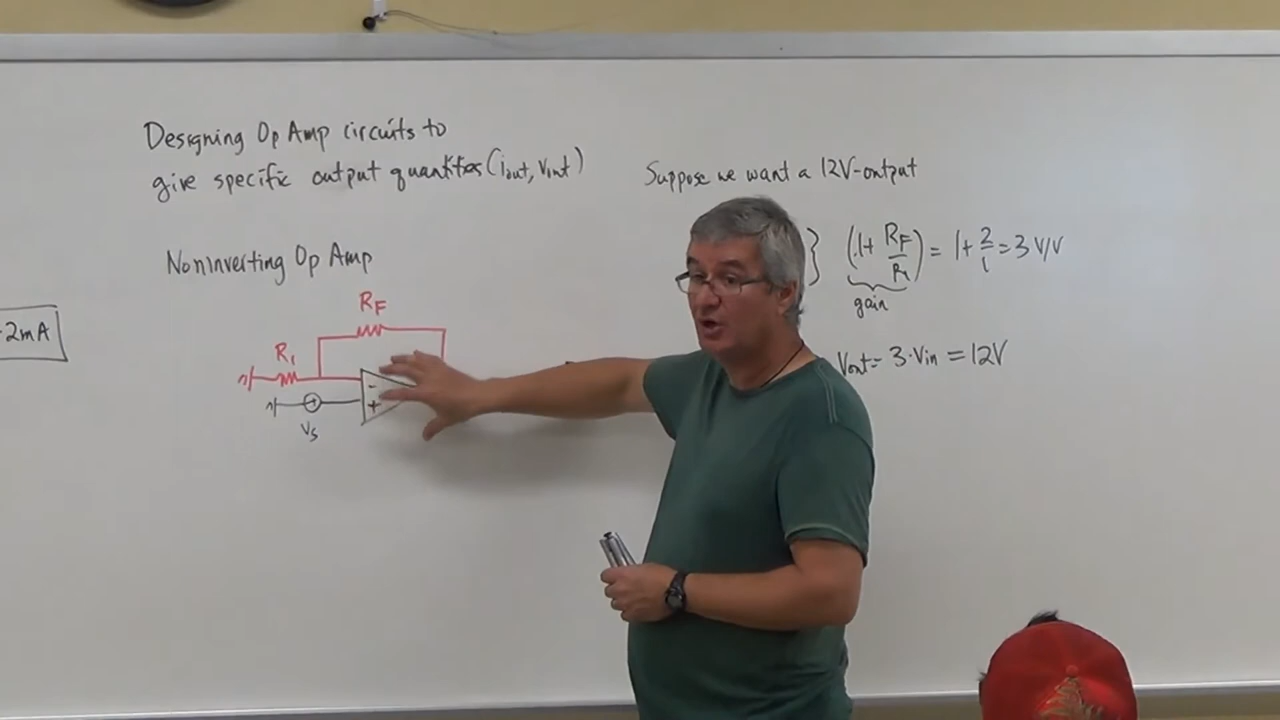 Designing Op Amp circuits to
give specific output quantities (iout, Vout)
Noninverting Op Amp
RF
R1
-
+
Vs
-2mA
Suppose we want a 12V-output
} (1+ RF/R1) = 1+ 2/1 = 3 V/V
gain
Vout = 3·Vin = 12V